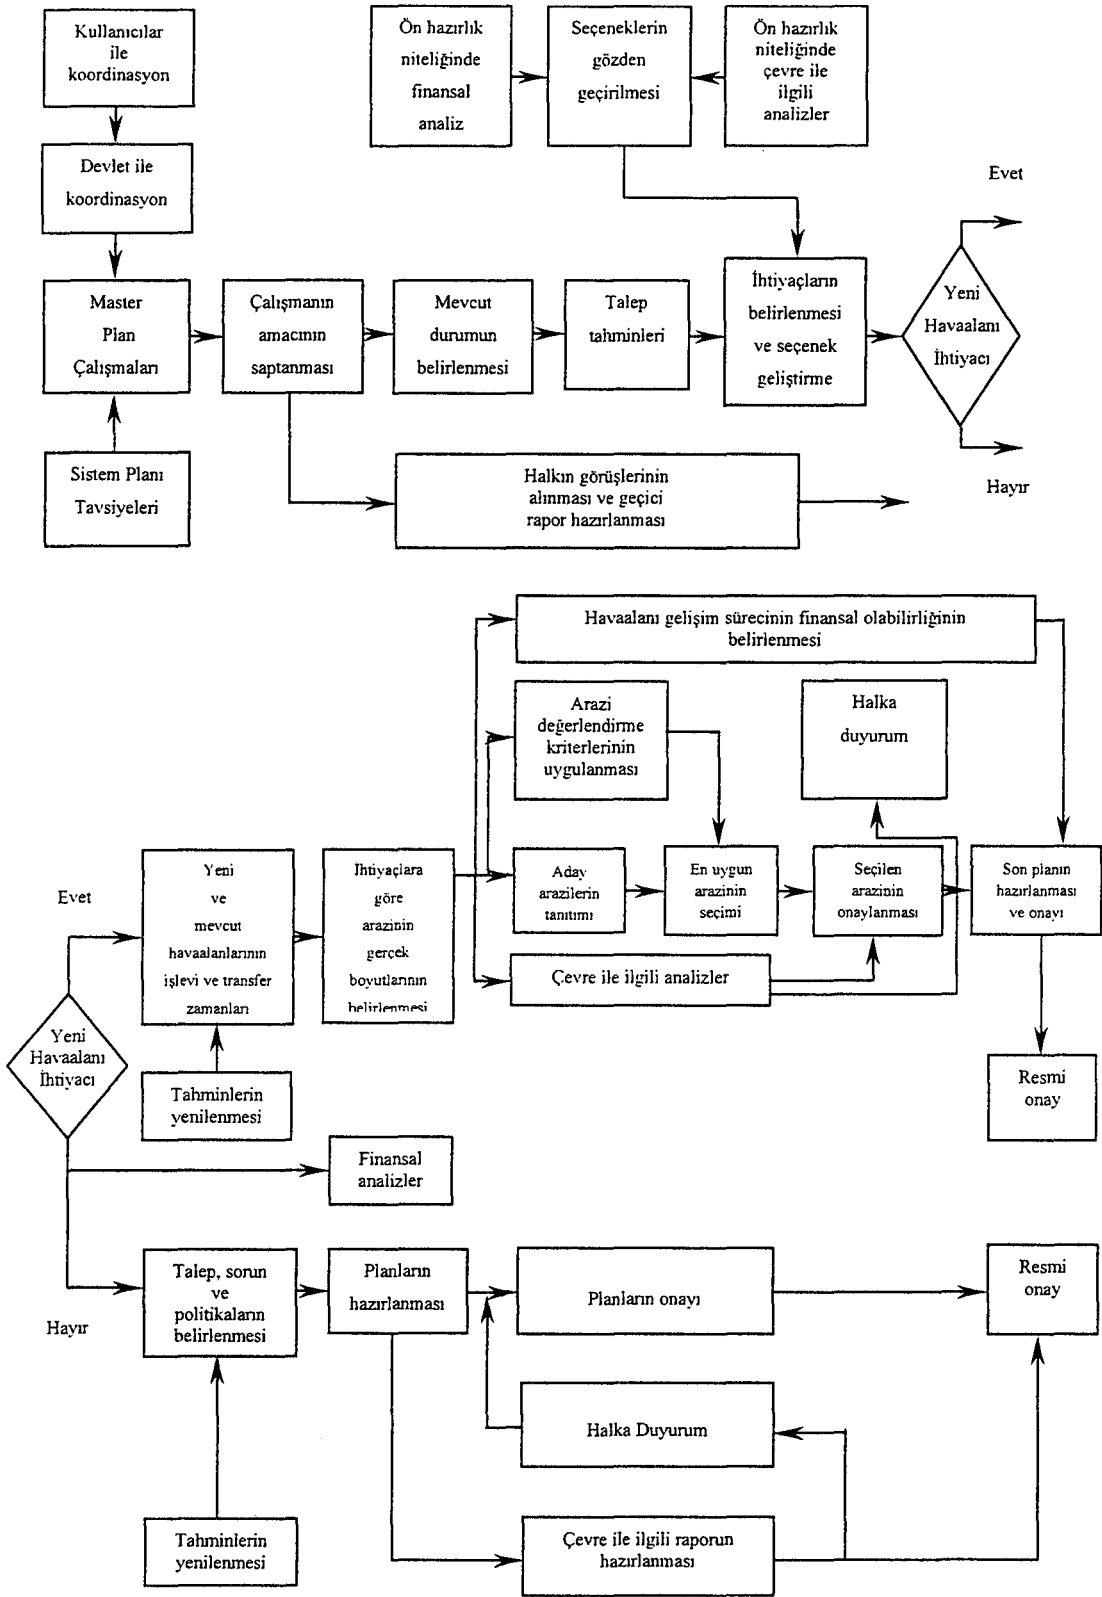 Kullanıcılar
ile
koordinasyon
Ön hazırlık
niteliğinde
finansal
analiz
Seçeneklerin
gözden
geçirilmesi
Ön hazırlık
niteliğinde
çevre ile
ilgili
analizler
Devlet ile
koordinasyon
Evet
Master
Plan
Çalışmaları
Çalışmanın
amacının
saptanması
Mevcut
durumun
belirlenmesi
Talep
tahminleri
İhtiyaçların
belirlenmesi
ve seçenek
geliştirme
Yeni
Havaalanı
İhtiyacı
Hayır
Sistem Planı
Tavsiyeleri
Halkın görüşlerinin
alınması ve geçici
rapor hazırlanması
Havaalanı gelişim sürecinin finansal olabilirliğinin
belirlenmesi
Arazi
değerlendirme
kriterlerinin
uygulanması
Halka
duyurum
Evet
Yeni
ve
mevcut
havaalanlarının
işlevi ve transfer
zamanları
İhtiyaçlara
göre
arazinin
gerçek
boyutlarının
belirlenmesi
Aday
arazilerin
tanıtımı
En uygun
arazinin
seçimi
Seçilen
arazinin
onaylanması
Son planın
hazırlanması
ve onayı
Çevre ile ilgili analizler
Yeni
Havaalanı
İhtiyacı
Tahminlerin
yenilenmesi
Resmi
onay
Finansal
analizler
Talep, sorun
ve
politikaların
belirlenmesi
Planların
hazırlanması
Planların onayı
Resmi
onay
Hayır
Halka Duyurum
Tahminlerin
yenilenmesi
Çevre ile ilgili raporun
hazırlanması